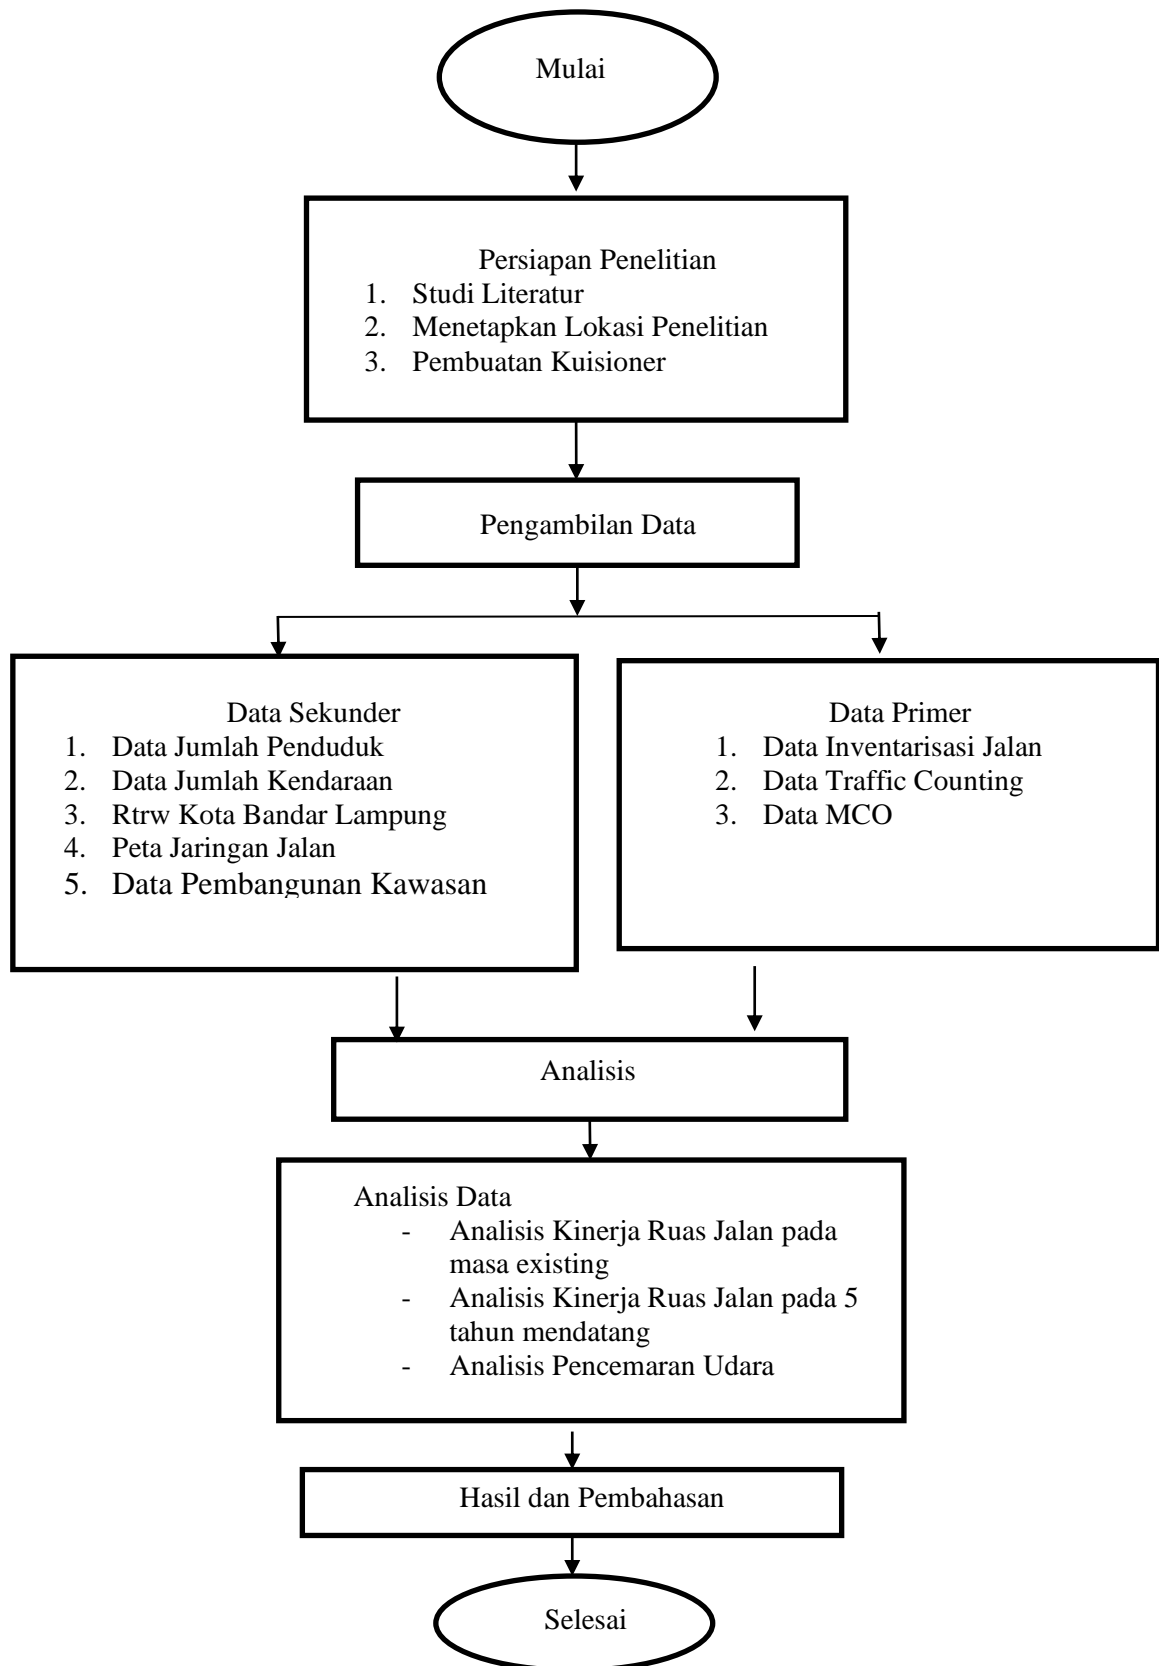 Mulai
Persiapan Penelitian
1. Studi Literatur
2. Menetapkan Lokasi Penelitian
3. Pembuatan Kuisioner
Pengambilan Data
Data Sekunder
1. Data Jumlah Penduduk
2. Data Jumlah Kendaraan
3. Rtrw Kota Bandar Lampung
4. Peta Jaringan Jalan
5. Data Pembangunan Kawasan
Data Primer
1. Data Inventarisasi Jalan
2. Data Traffic Counting
3. Data MCO
Analisis
Analisis Data
- Analisis Kinerja Ruas Jalan pada
masa existing
- Analisis Kinerja Ruas Jalan pada 5
tahun mendatang
- Analisis Pencemaran Udara
Hasil dan Pembahasan
Selesai